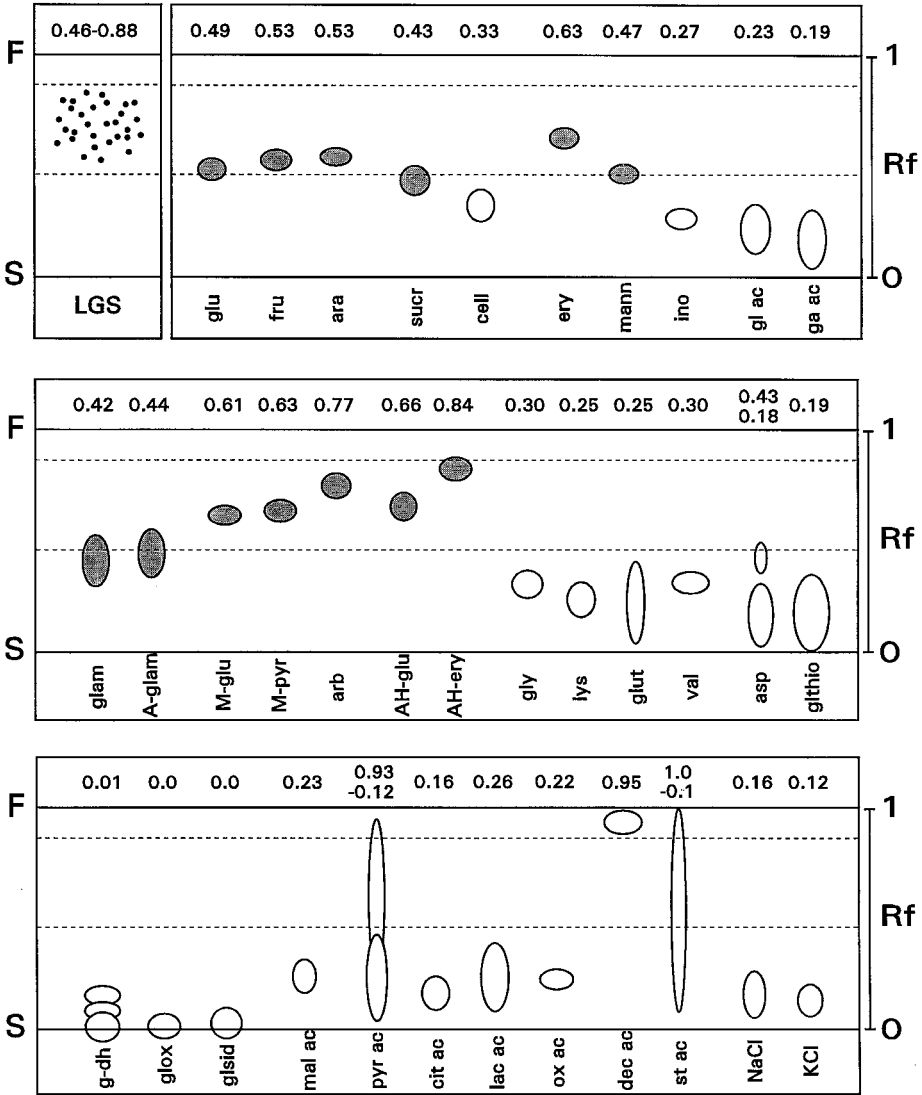 0.46-0.88 0.49 0.53 0.53 0.43 0.33 0.63 0.47 0.27 0.23 0.19
F 1
Rf
S O
LGS glu fru ara sucr cell ery mann ino gl ac ga ac
0.42 0.44 0.61 0.63 0.77 0.66 0.84 0.30 0.25 0.25 0.30 0.43 0.19
0.18
F 1
Rf
S O
glam A-glam M-glu M-pyr arb AH-glu AH-ery gly lys glut val asp glthio
0.01 0.0 0.0 0.23 0.93 0.16 0.26 0.22 0.95 1.0 0.16 0.12
-0.12 -0.1
F 1
Rf
S O
g-dh glox glsid mal ac pyr ac cit ac lac ac ox ac dec ac st ac NaCl KCl